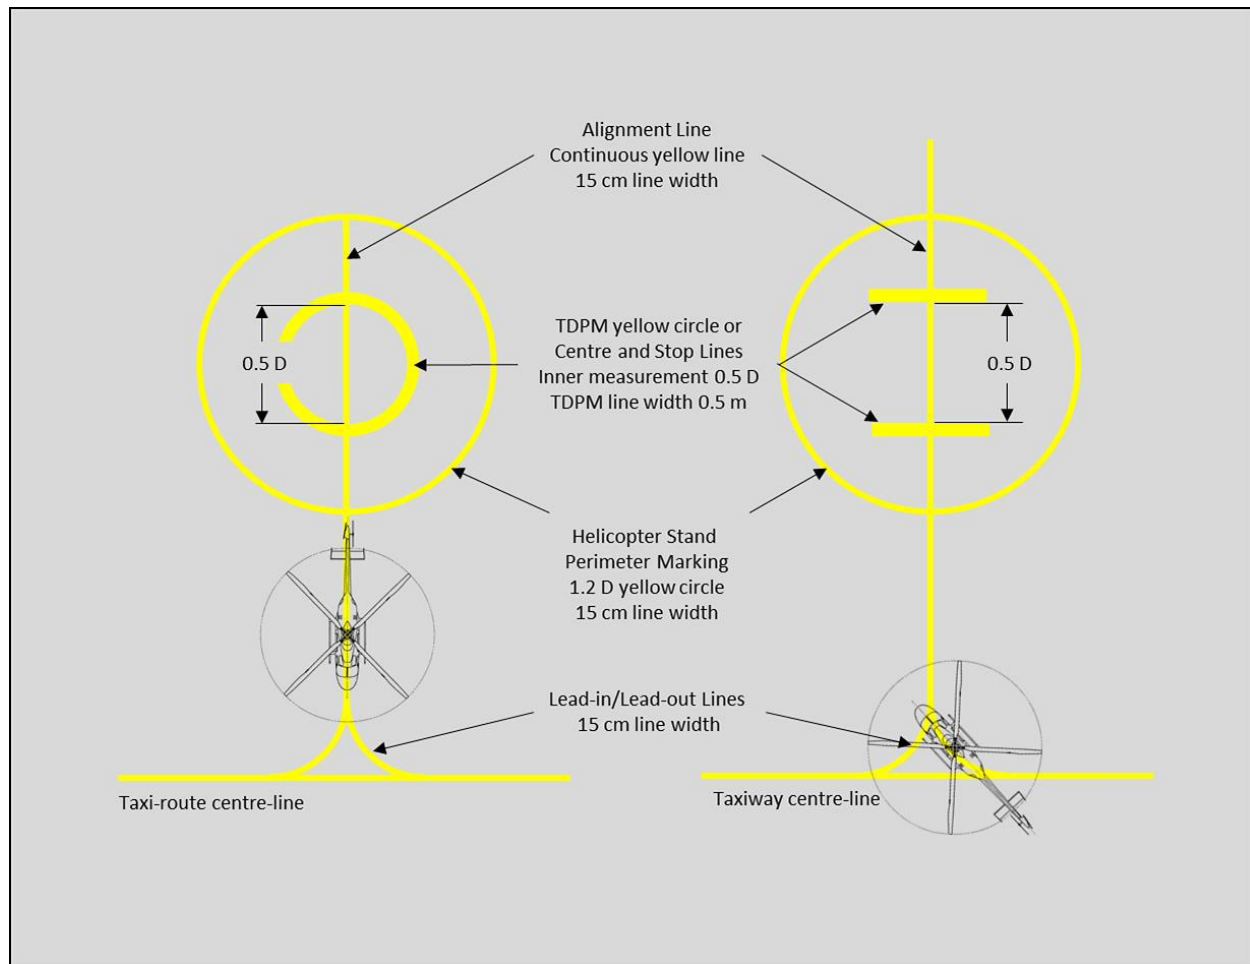 Alignment Line
Continuous yellow line
15 cm line width
0.5 D
TDPM yellow circle or
Centre and Stop Lines
Inner measurement 0.5 D
TDPM line width 0.5 m
0.5 D
Helicopter Stand
Perimeter Marking
1.2 D yellow circle
15 cm line width
Lead-in/Lead-out Lines
15 cm line width
Taxi-route centre-line
Taxiway centre-line